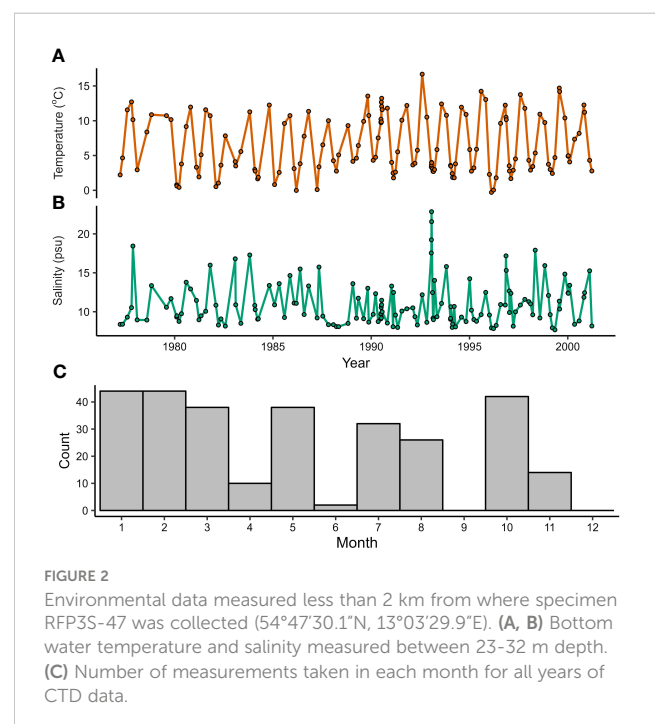 A
Temperature (°C)
15
10
5
0
B
Salinity (psu)
20
15
10
1980 1985 1990 1995 2000
Year
C
Count
40
30
20
10
0
1 2 3 4 5 6 7 8 9 10 11 12
Month
FIGURE 2
Environmental data measured less than 2 km from where specimen
RFP3S-47 was collected (54°47′30.1″N, 13°03′29.9″E). (A, B) Bottom
water temperature and salinity measured between 23-32 m depth.
(C) Number of measurements taken in each month for all years of
CTD data.